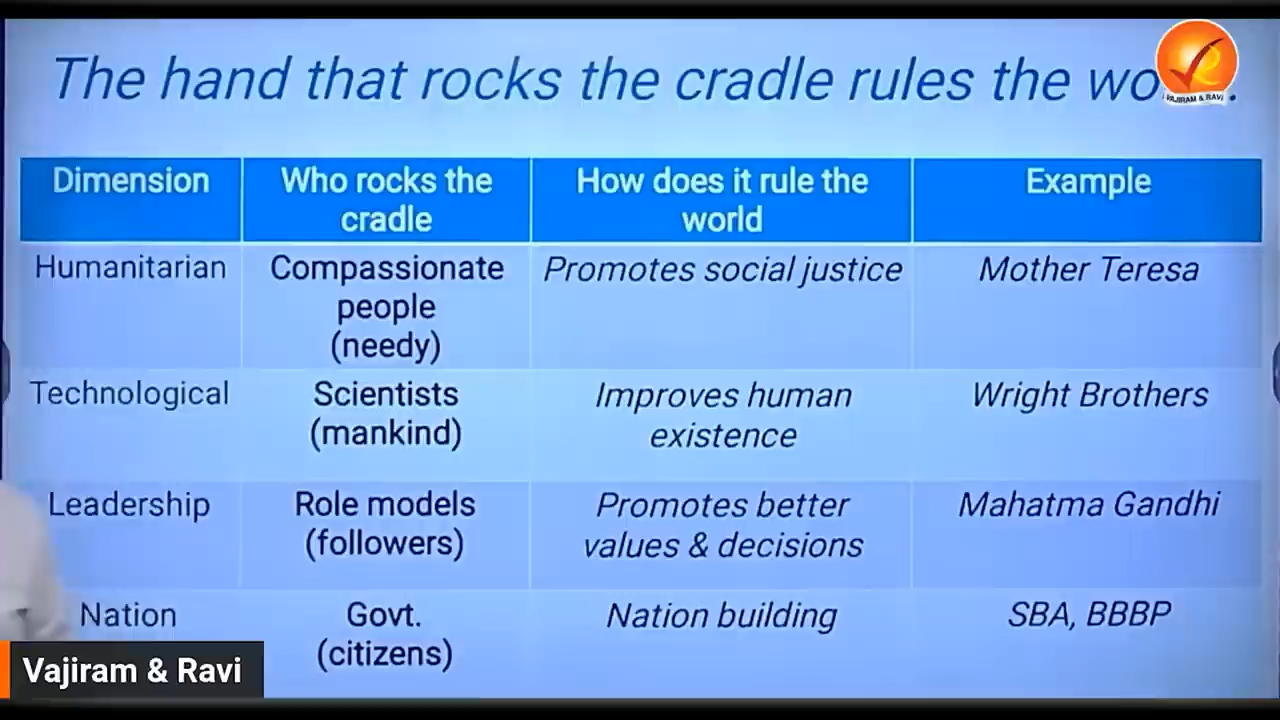 The hand that rocks the cradle rules the
VAJIRAM & RAVI
Dimension
Who rocks the
cradle
How does it rule the
world
Example
Humanitarian
Compassionate
people
(needy)
Promotes social justice
Mother Teresa
Technological
Scientists
(mankind)
Improves human
existence
Wright Brothers
Leadership
Role models
(followers)
Promotes better
values & decisions
Mahatma Gandhi
Nation
Govt.
(citizens)
Nation building
SBA, BBBP
Vajiram & Ravi